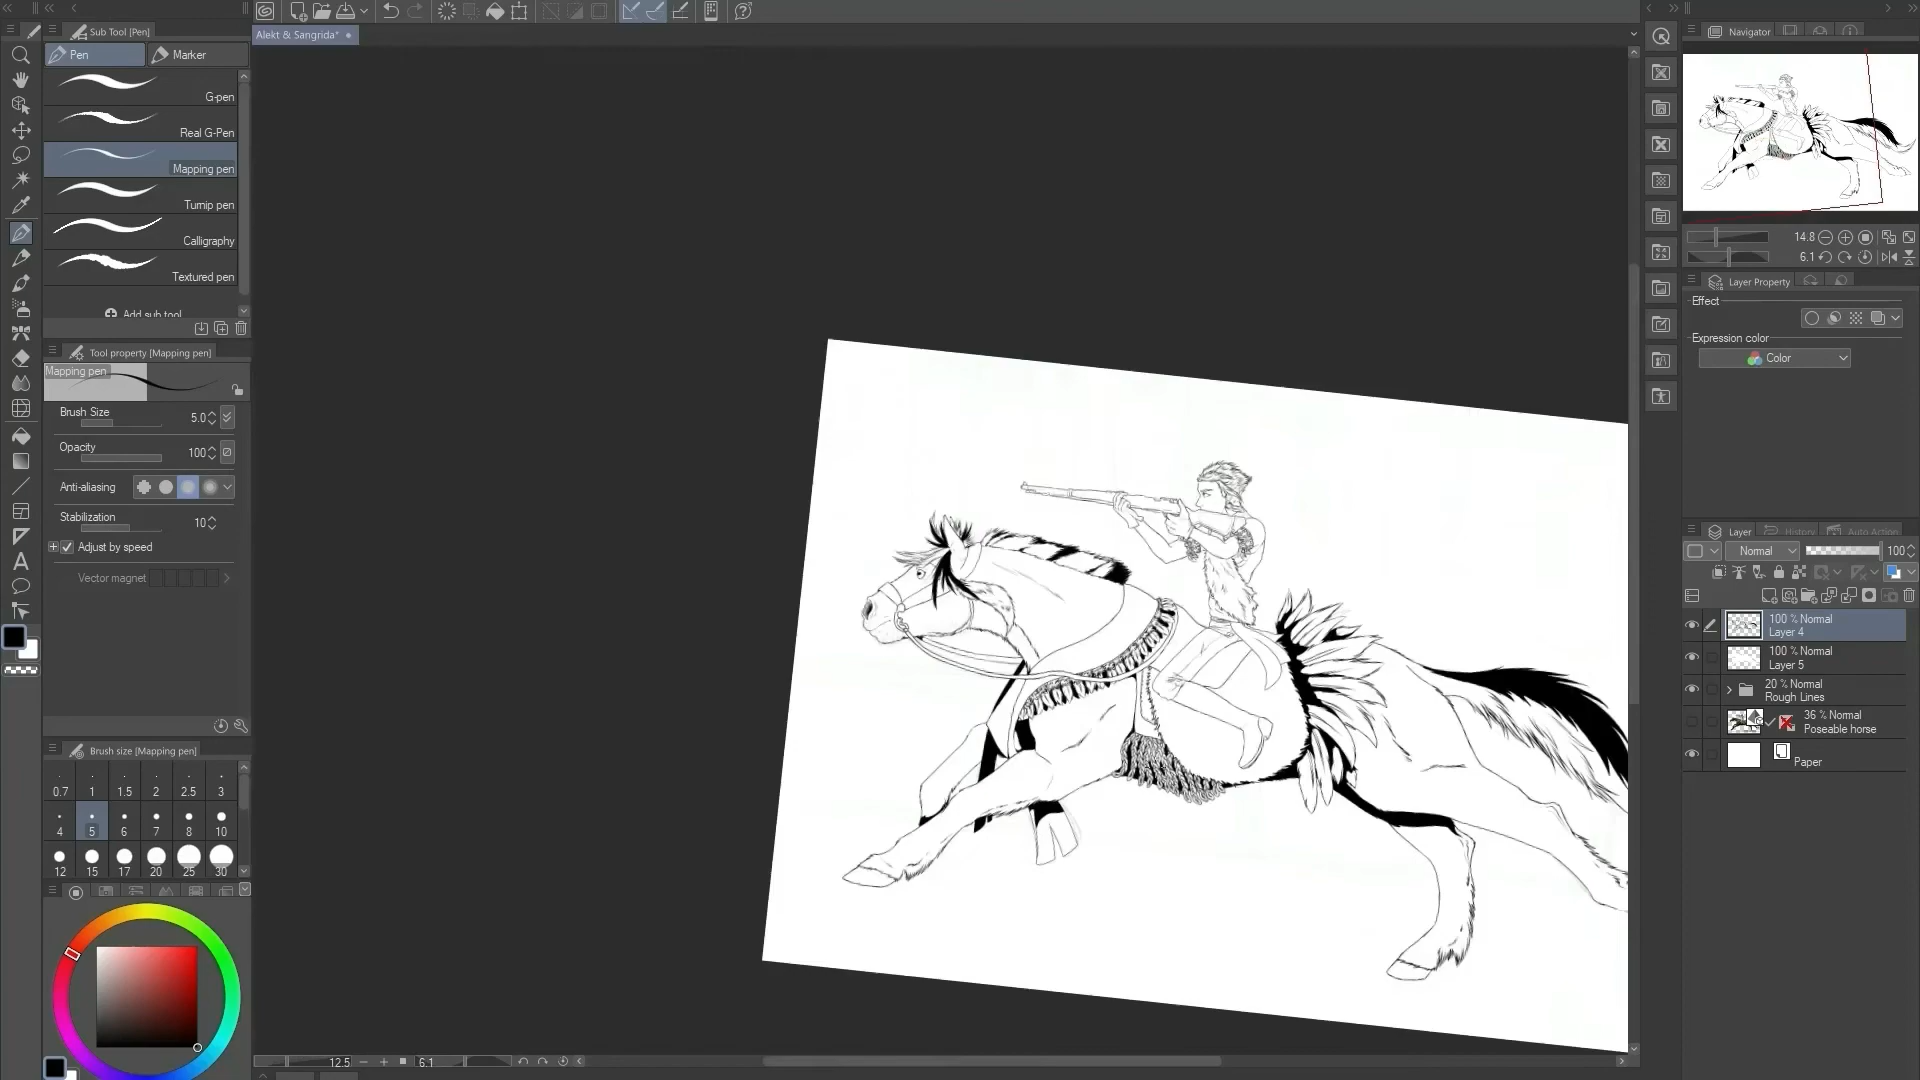 Sub Tool [Pen]
Pen
Marker
G-pen
Real G-Pen
Mapping pen
Turnip pen
Calligraphy
Textured pen
Add sub tool
Tool property [Mapping pen]
Mapping pen
Brush Size
5.0
Opacity
100
Anti-aliasing
Stabilization
10
Adjust by speed
Vector magnet
Brush size [Mapping pen]
0.7 1 1.5 2 2.5 3
4 5 6 7 8 10
12 15 17 20 25 30
Alekt & Sangrida*
12.5
6.1
Navigator
14.8
6.1
Layer Property
Effect
Expression color
Color
Layer
History
Auto Action
Normal
100
100 % Normal
Layer 4
100 % Normal
Layer 5
20 % Normal
Rough Lines
36 % Normal
Poseable horse
Paper